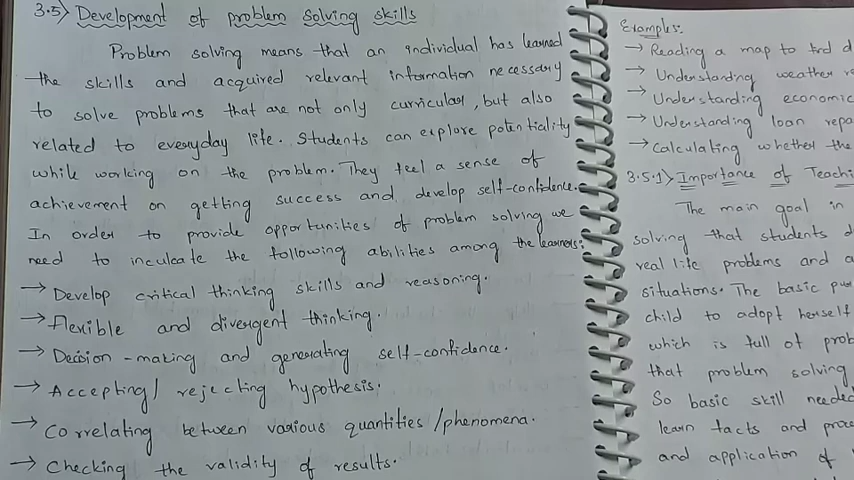 3.5) Development of problem solving skills
Problem solving means that an individual has learned
the skills and acquired relevant information necessary
to solve problems that are not only curricular, but also
related to everyday life. Students can explore potentiality
while working on the problem. They feel a sense of
achievement on getting success and develop self-confidence.
In order to provide opportunities of problem solving we
need to inculcate the following abilities among the learners:
→ Develop critical thinking skills and reasoning.
→ Flexible and divergent thinking.
→ Decision-making and generating self-confidence.
→ Accepting/rejecting hypothesis.
→ Correlating between various quantities/phenomena.
→ Checking the validity of results.
Examples:
→ Reading a map to find
→ Understanding weather
→ Understanding economic
→ Understanding loan
→ Calculating whether the
3.5.1) Importance of
The main goal in
solving that students
real life problems and
situations. The basic
child to adopt herself
which is full of
that problem solving
So basic skill needed
learn facts and
and application of